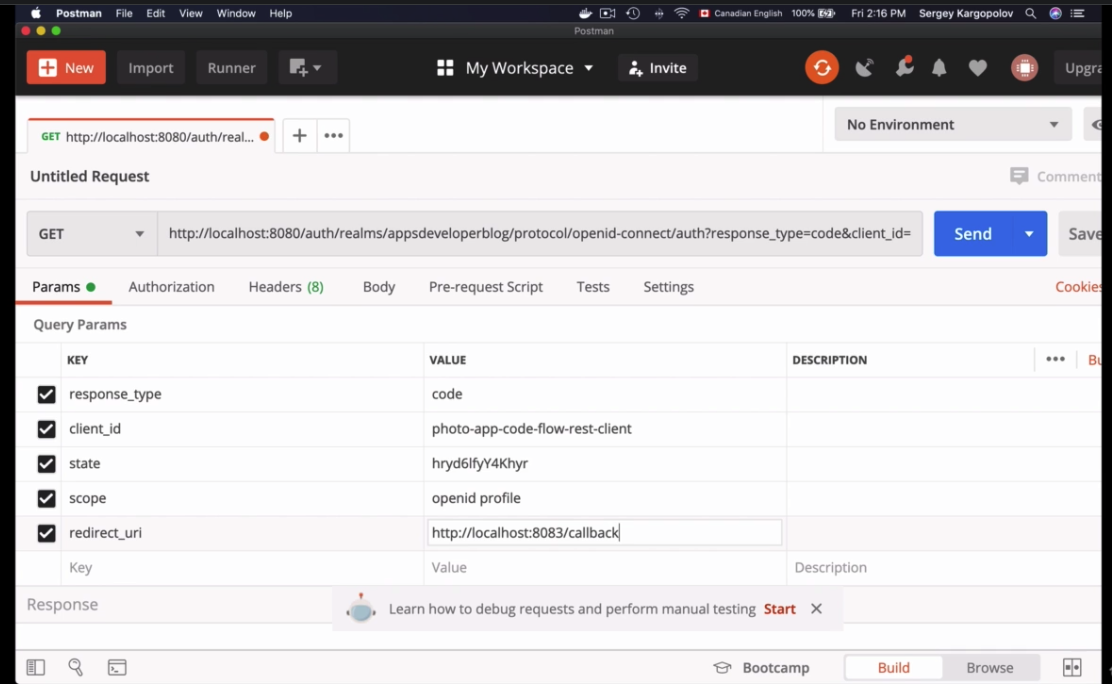 Postman File Edit View Window Help Canadian English 100% Fri 2:16 PM Sergey Kargopolov
Postman
New Import Runner My Workspace Invite Upgra
GET http://localhost:8080/auth/real... No Environment
Untitled Request Comment
GET http://localhost:8080/auth/realms/appsdeveloperblog/protocol/openid-connect/auth?response_type=code&client_id= Send Save
Params Authorization Headers (8) Body Pre-request Script Tests Settings Cookies
Query Params
KEY VALUE DESCRIPTION Bu
response_type code
client_id photo-app-code-flow-rest-client
state hryd6lfyY4Khyr
scope openid profile
redirect_uri http://localhost:8083/callback
Key Value Description
Response
Learn how to debug requests and perform manual testing Start
Bootcamp Build Browse